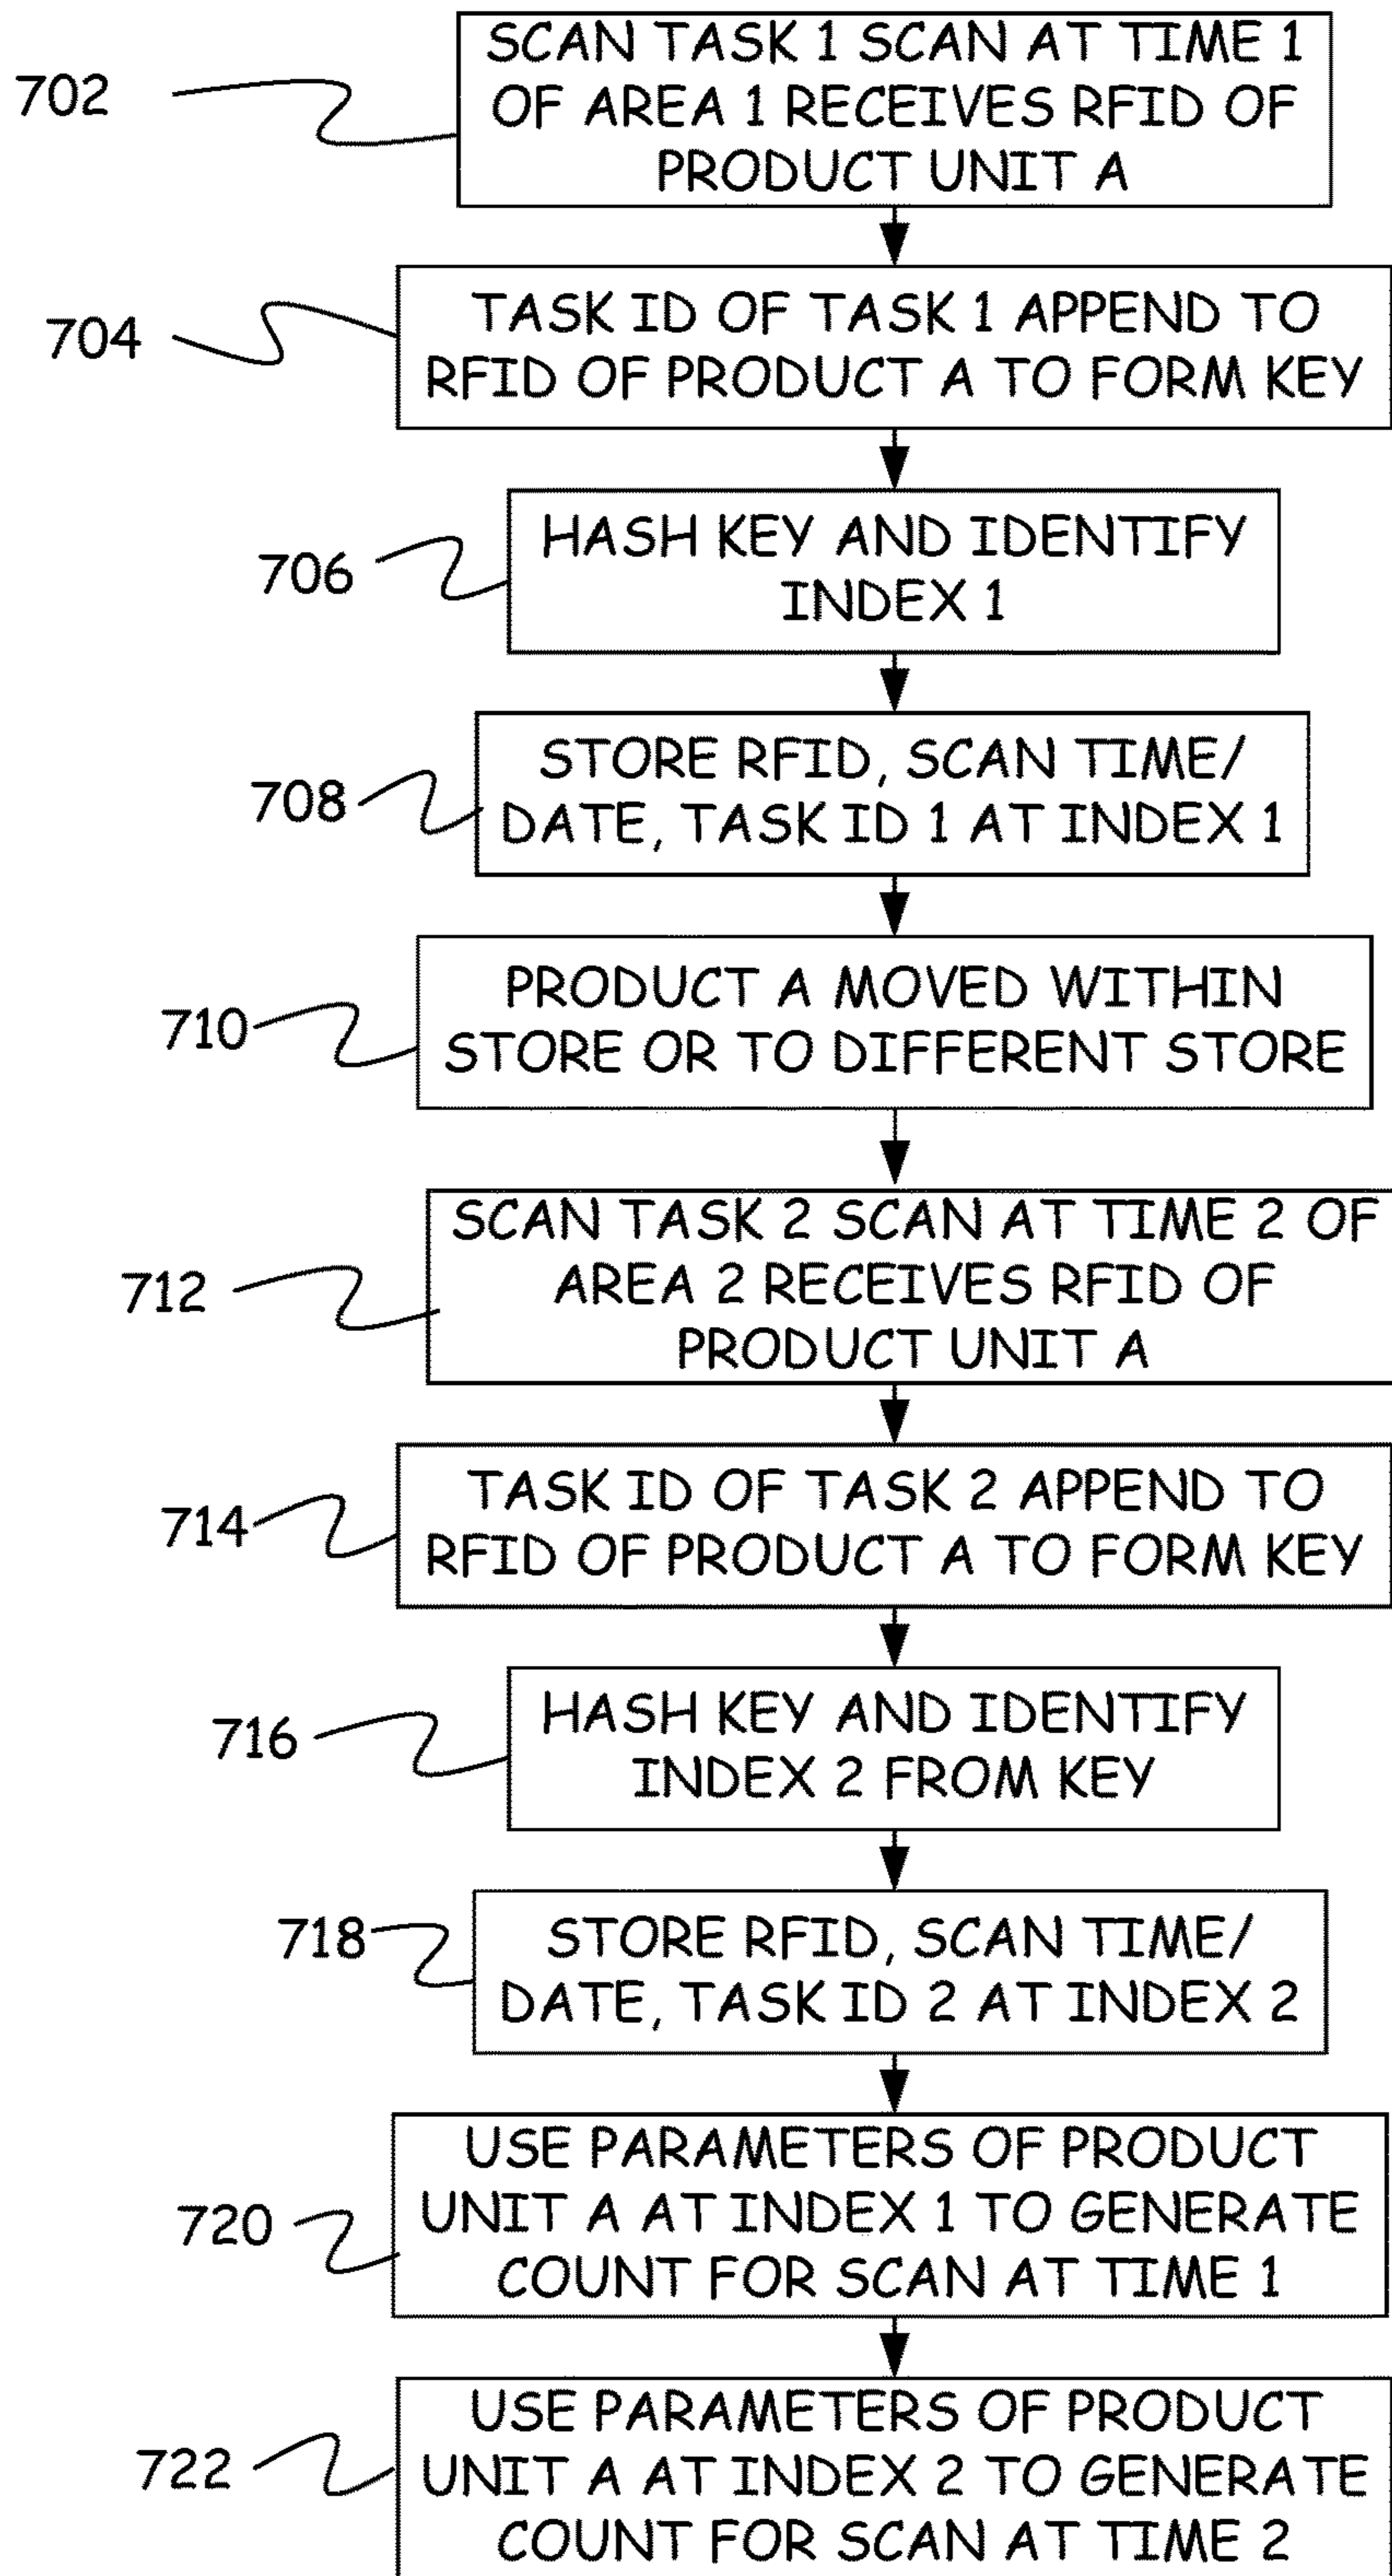 702
SCAN TASK 1 SCAN AT TIME 1
OF AREA 1 RECEIVES RFID OF
PRODUCT UNIT A
704
TASK ID OF TASK 1 APPEND TO
RFID OF PRODUCT A TO FORM KEY
706
HASH KEY AND IDENTIFY
INDEX 1
708
STORE RFID, SCAN TIME/
DATE, TASK ID 1 AT INDEX 1
710
PRODUCT A MOVED WITHIN
STORE OR TO DIFFERENT STORE
712
SCAN TASK 2 SCAN AT TIME 2 OF
AREA 2 RECEIVES RFID OF
PRODUCT UNIT A
714
TASK ID OF TASK 2 APPEND TO
RFID OF PRODUCT A TO FORM KEY
716
HASH KEY AND IDENTIFY
INDEX 2 FROM KEY
718
STORE RFID, SCAN TIME/
DATE, TASK ID 2 AT INDEX 2
720
USE PARAMETERS OF PRODUCT
UNIT A AT INDEX 1 TO GENERATE
COUNT FOR SCAN AT TIME 1
722
USE PARAMETERS OF PRODUCT
UNIT A AT INDEX 2 TO GENERATE
COUNT FOR SCAN AT TIME 2